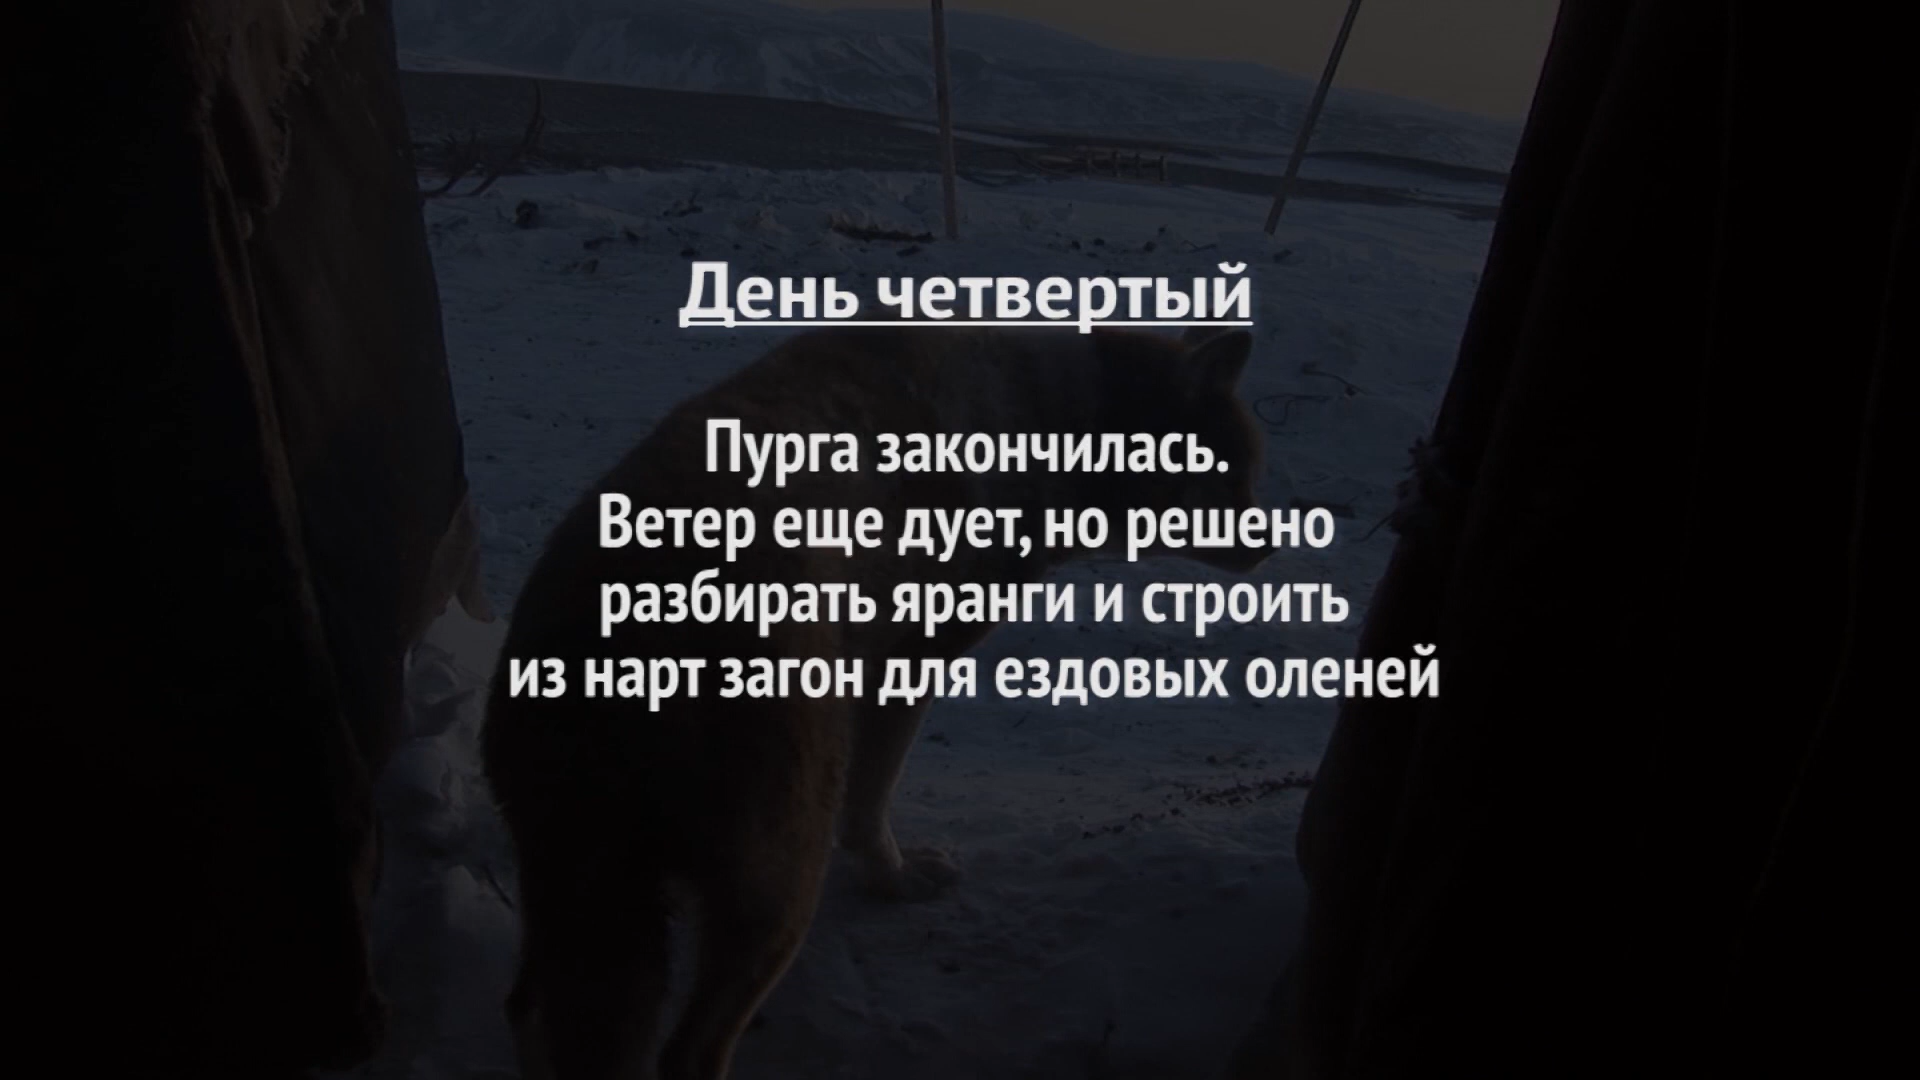 День четвертый
Пурга закончилась.
Ветер еще дует, но решено
разбирать яранги и строить
из нарт загон для ездовых оленей